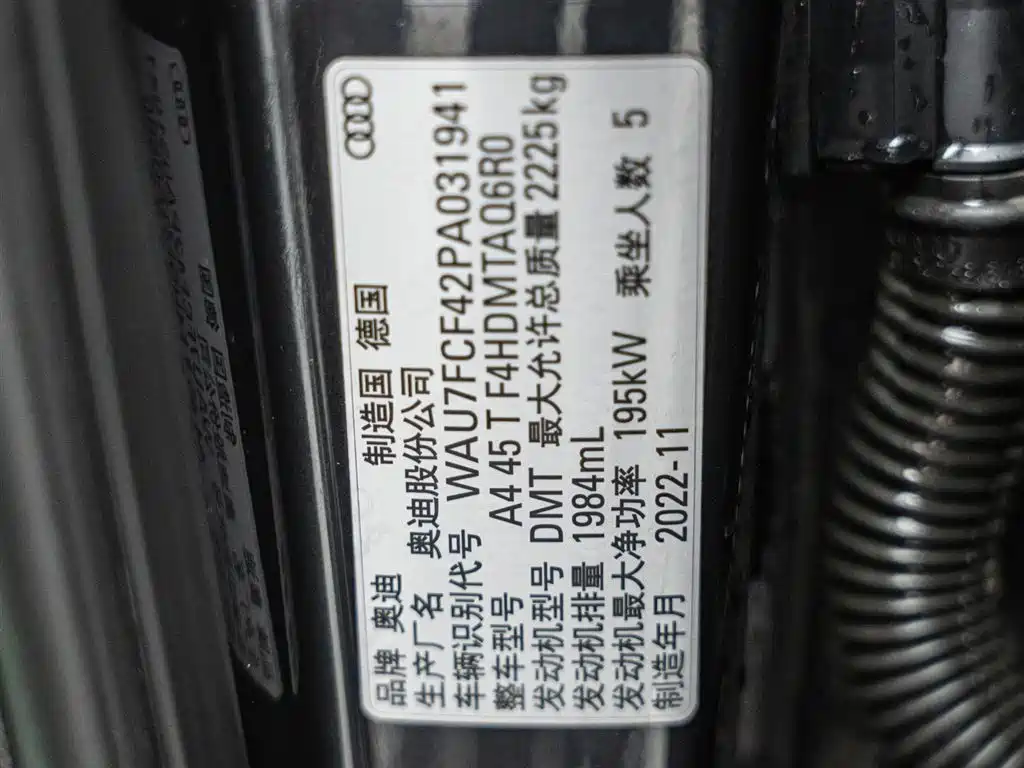 品牌 奥迪 制造国 德国
生产厂名 奥迪股份公司
车辆识别代号 WAU7FCF42PA031941
整车型号 A4 45 T F4HDMTAQ6R0
发动机型号 DMT 最大允许总质量 2225kg
发动机排量 1984mL
发动机最大净功率 195kW 乘坐人数 5
制造年月 2022-11